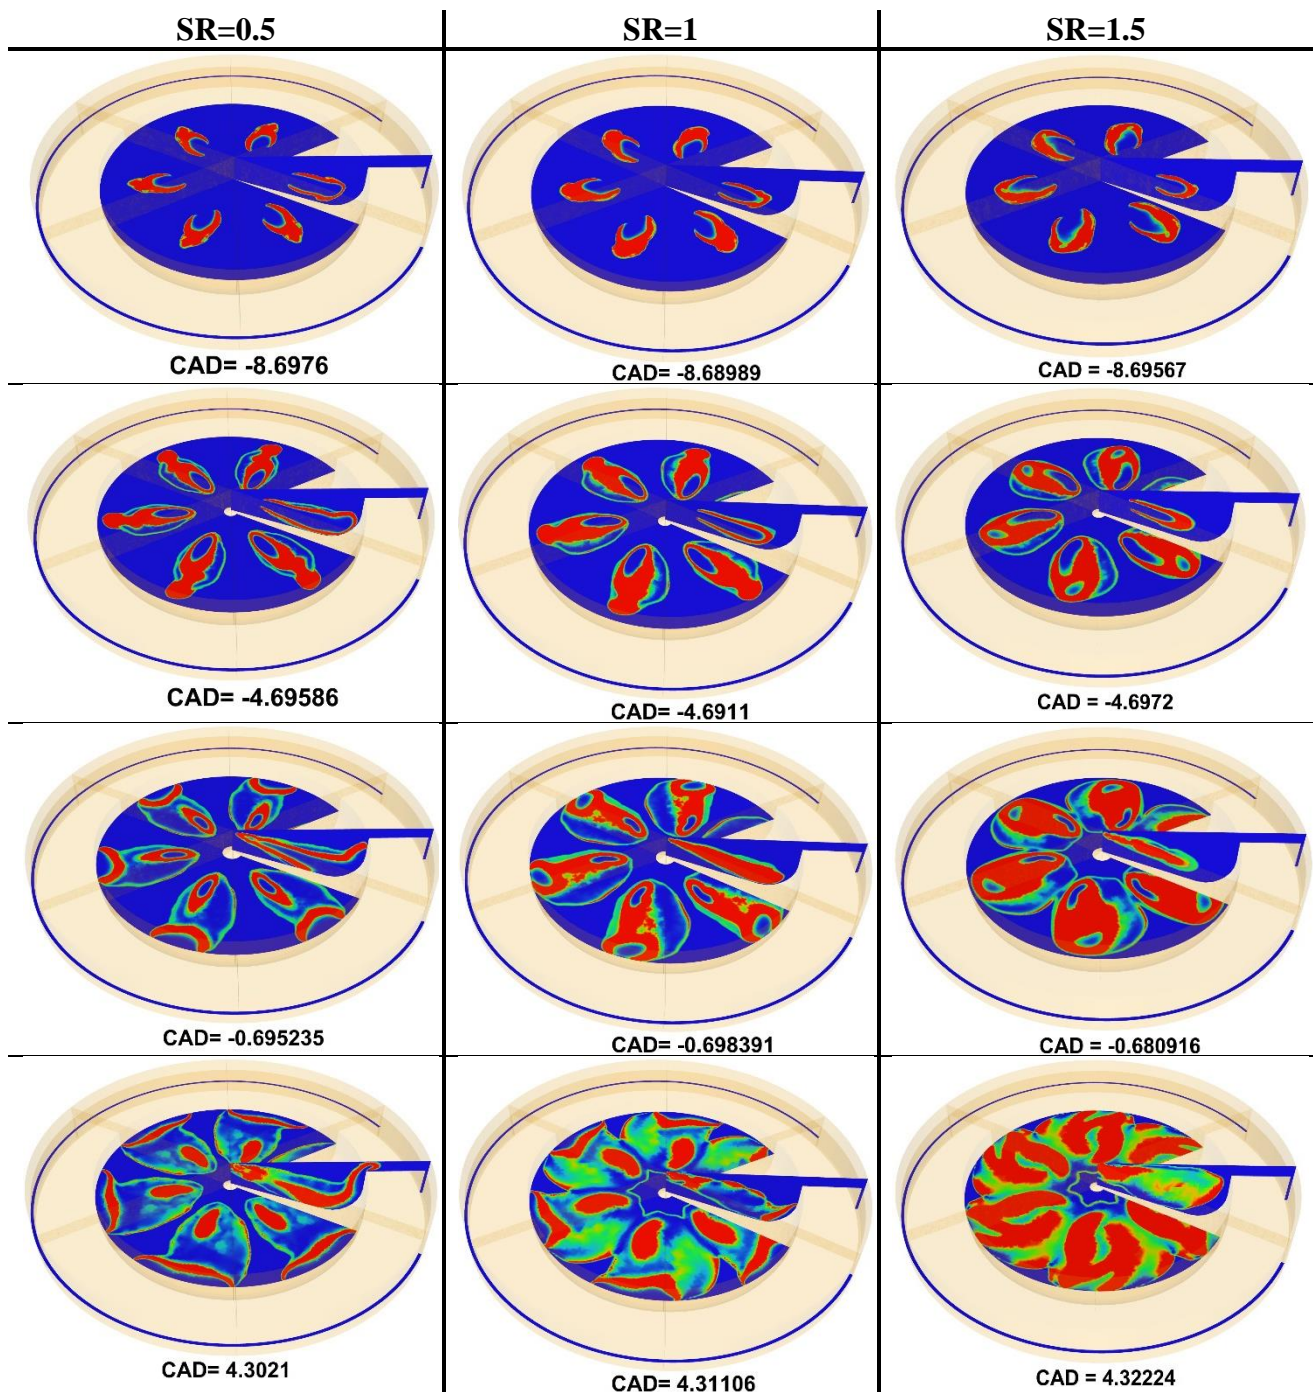 SR=0.5 SR=1 SR=1.5
CAD= -8.6976 CAD= -8.68989 CAD = -8.69567
CAD= -4.69586 CAD= -4.6911 CAD = -4.6972
CAD= -0.695235 CAD= -0.698391 CAD = -0.680916
CAD= 4.3021 CAD= 4.31106 CAD = 4.32224